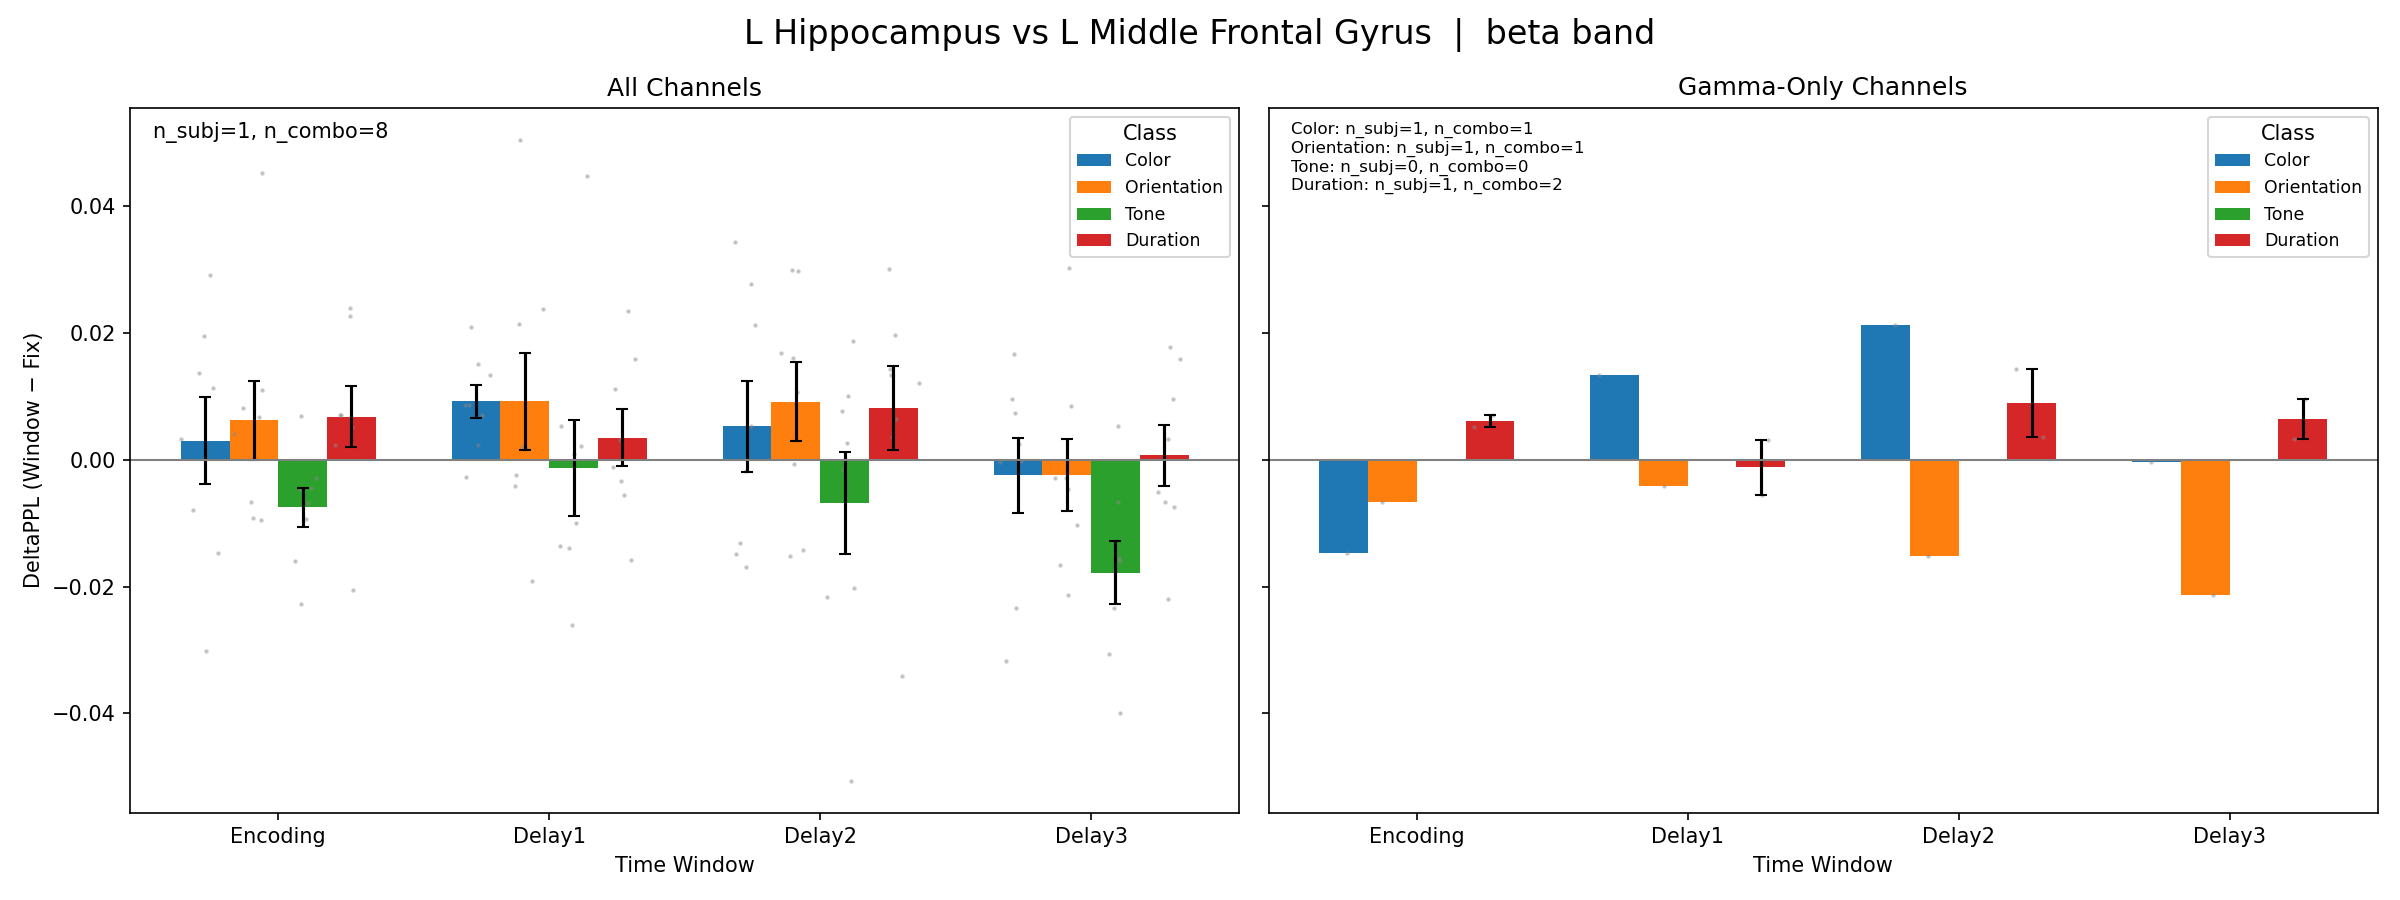 L Hippocampus vs L Middle Frontal Gyrus | beta band
All Channels
n_subj=1, n_combo=8
Class
Color
Orientation
Tone
Duration
0.04
0.02
0.00
−0.02
−0.04
DeltaPPL (Window − Fix)
Encoding
Delay1
Delay2
Delay3
Time Window
Gamma-Only Channels
Color: n_subj=1, n_combo=1
Orientation: n_subj=1, n_combo=1
Tone: n_subj=0, n_combo=0
Duration: n_subj=1, n_combo=2
Class
Color
Orientation
Tone
Duration
Encoding
Delay1
Delay2
Delay3
Time Window